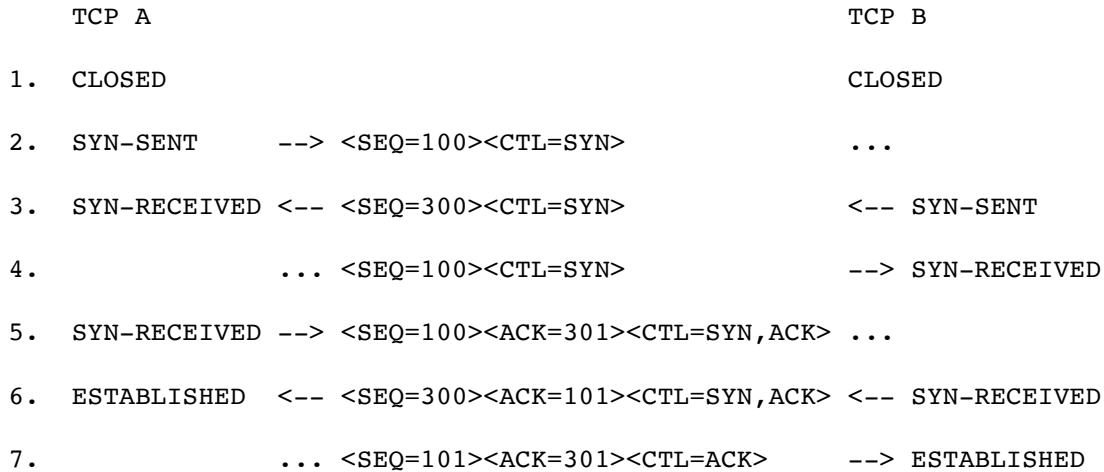 TCP A                                                TCP B
1.  CLOSED                                               CLOSED
2.  SYN-SENT     --> <SEQ=100><CTL=SYN>              ...
3.  SYN-RECEIVED <-- <SEQ=300><CTL=SYN>              <-- SYN-SENT
4.               ... <SEQ=100><CTL=SYN>              --> SYN-RECEIVED
5.  SYN-RECEIVED --> <SEQ=100><ACK=301><CTL=SYN,ACK> ...
6.  ESTABLISHED  <-- <SEQ=300><ACK=101><CTL=SYN,ACK> <-- SYN-RECEIVED
7.               ... <SEQ=101><ACK=301><CTL=ACK>     --> ESTABLISHED